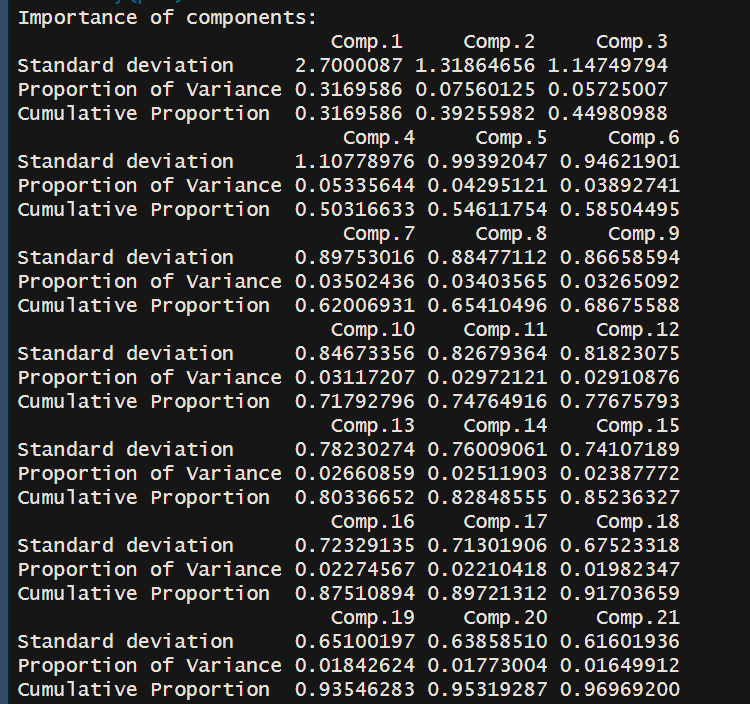 Importance of components:
Comp.1 Comp.2 Comp.3
Standard deviation 2.7000087 1.31864656 1.14749794
Proportion of Variance 0.3169586 0.07560125 0.05725007
Cumulative Proportion 0.3169586 0.39255982 0.44980988
Comp.4 Comp.5 Comp.6
Standard deviation 1.10778976 0.99392047 0.94621901
Proportion of Variance 0.05335644 0.04295121 0.03892741
Cumulative Proportion 0.50316633 0.54611754 0.58504495
Comp.7 Comp.8 Comp.9
Standard deviation 0.89753016 0.88477112 0.86658594
Proportion of Variance 0.03502436 0.03403565 0.03265092
Cumulative Proportion 0.62006931 0.65410496 0.68675588
Comp.10 Comp.11 Comp.12
Standard deviation 0.84673356 0.82679364 0.81823075
Proportion of Variance 0.03117207 0.02972121 0.02910876
Cumulative Proportion 0.71792796 0.74764916 0.77675793
Comp.13 Comp.14 Comp.15
Standard deviation 0.78230274 0.76009061 0.74107189
Proportion of Variance 0.02660859 0.02511903 0.02387772
Cumulative Proportion 0.80336652 0.82848555 0.85236327
Comp.16 Comp.17 Comp.18
Standard deviation 0.72329135 0.71301906 0.67523318
Proportion of Variance 0.02274567 0.02210418 0.01982347
Cumulative Proportion 0.87510894 0.89721312 0.91703659
Comp.19 Comp.20 Comp.21
Standard deviation 0.65100197 0.63858510 0.61601936
Proportion of Variance 0.01842624 0.01773004 0.01649912
Cumulative Proportion 0.93546283 0.95319287 0.96969200